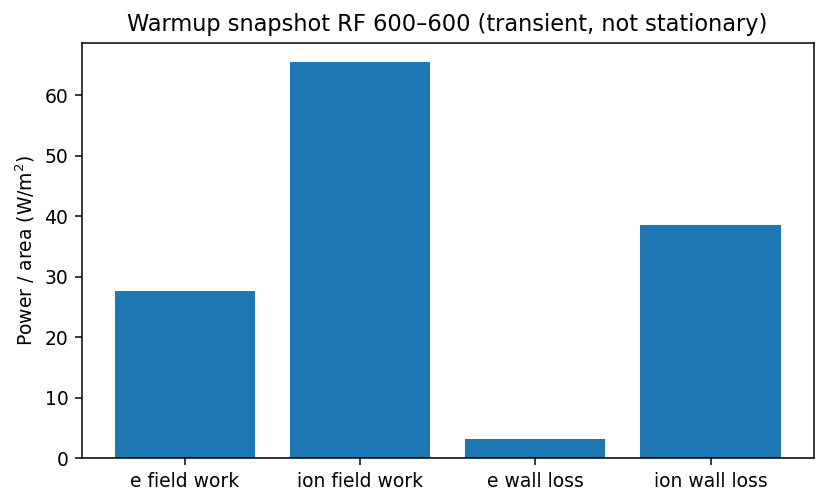 Warmup snapshot RF 600–600 (transient, not stationary)
Power / area (W/m²)
60
50
40
30
20
10
0
e field work
ion field work
e wall loss
ion wall loss